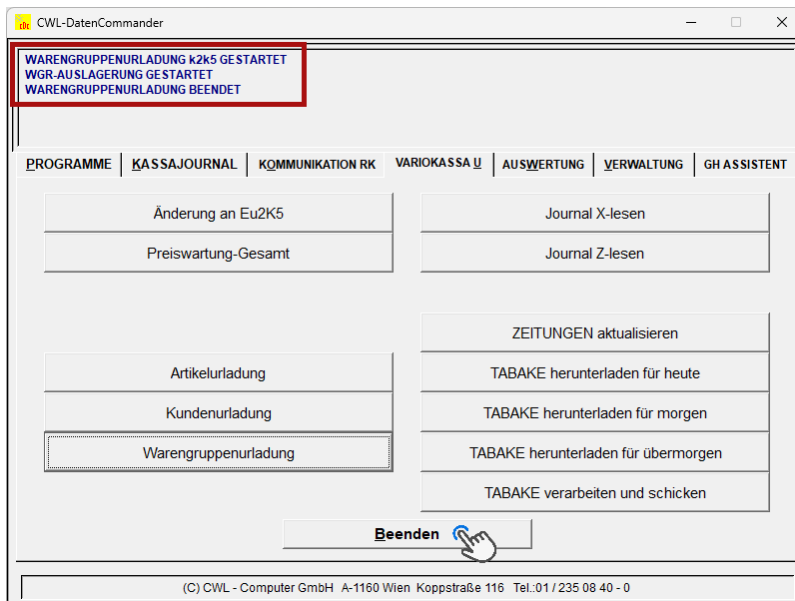 CWL-DatenCommander
WARENGRUPPENURLADUNG k2k5 GESTARTET
WGR-AUSLAGERUNG GESTARTET
WARENGRUPPENURLADUNG BEENDET
PROGRAMME KASSAJOURNAL KOMMUNIKATION RK VARIOKASSA U AUSWERTUNG VERWALTUNG GH ASSISTENT
Änderung an Eu2K5 Journal X-lesen
Preiswartung-Gesamt Journal Z-lesen
ZEITUNGEN aktualisieren
Artikelurladung TABAKE herunterladen für heute
Kundenurladung TABAKE herunterladen für morgen
Warengruppenurladung TABAKE herunterladen für übermorgen
TABAKE verarbeiten und schicken
Beenden
(C) CWL - Computer GmbH A-1160 Wien Koppstraße 116 Tel.:01 / 235 08 40 - 0